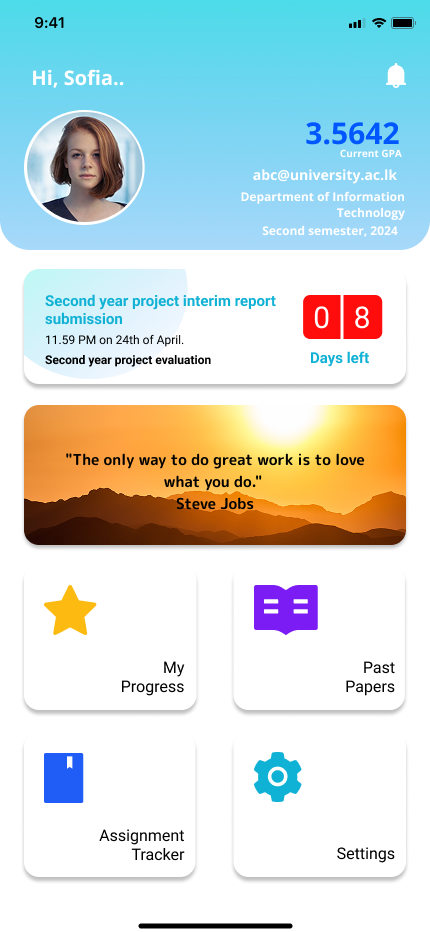 9:41
Hi, Sofia..
3.5642
Current GPA
abc@university.ac.lk
Department of Information
Technology
Second semester, 2024
Second year project interim report
submission
11.59 PM on 24th of April.
Second year project evaluation
0 8
Days left
"The only way to do great work is to love
what you do."
Steve Jobs
My
Progress
Past
Papers
Assignment
Tracker
Settings